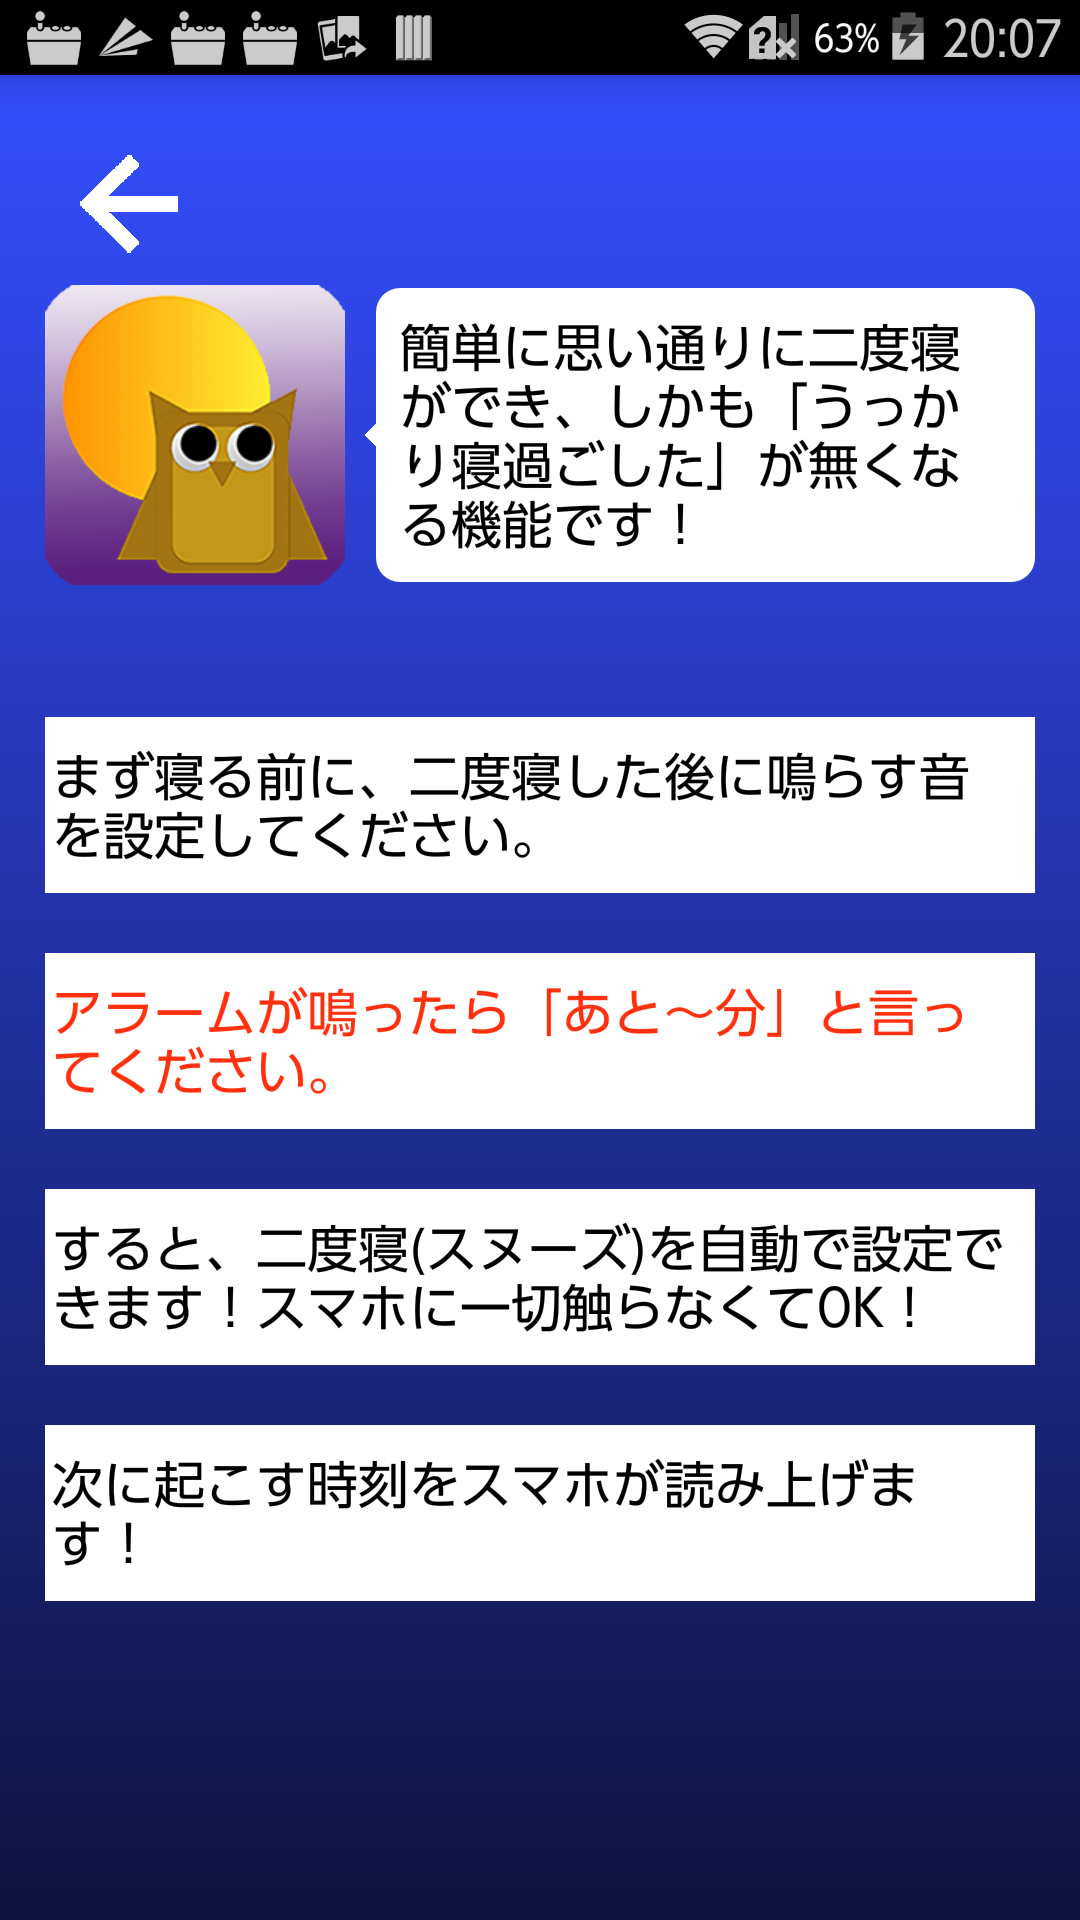 63% 20:07
簡単に思い通りに二度寝
ができ、しかも「うっか
り寝過ごした」が無くな
る機能です！
まず寝る前に、二度寝した後に鳴らす音
を設定してください。
アラームが鳴ったら「あと～分」と言っ
てください。
すると、二度寝(スヌーズ)を自動で設定で
きます！スマホに一切触らなくてOK！
次に起こす時刻をスマホが読み上げま
す！